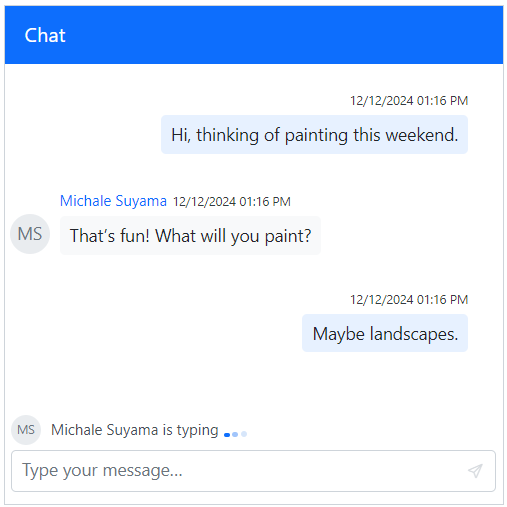 Chat
12/12/2024 01:16 PM
Hi, thinking of painting this weekend.
Michale Suyama 12/12/2024 01:16 PM
MS
That's fun! What will you paint?
12/12/2024 01:16 PM
Maybe landscapes.
MS Michale Suyama is typing
Type your message...